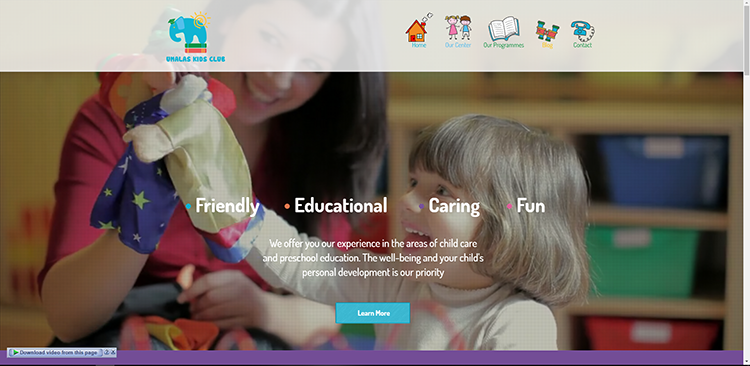 UMALAS KIDS CLUB
Home
Our Center
Our Programmes
Blog
Contact
Friendly
Educational
Caring
Fun
We offer you our experience in the areas of child care
and preschool education. The well-being and your child's
personal development is our priority
Learn More
Download video from this page